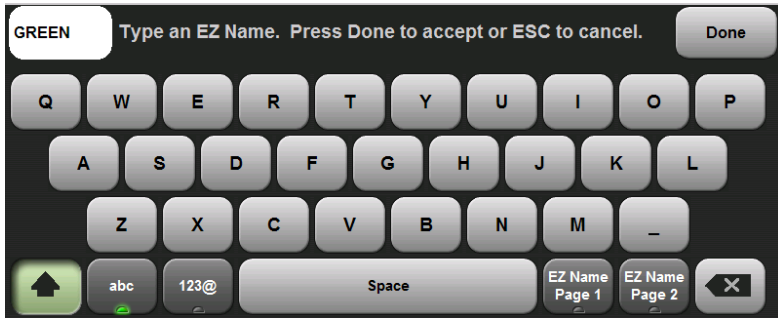 GREEN Type an EZ Name. Press Done to accept or ESC to cancel. Done
Q W E R T Y U I O P
A S D F G H J K L
Z X C V B N M _
abc 123@ Space EZ Name Page 1 EZ Name Page 2